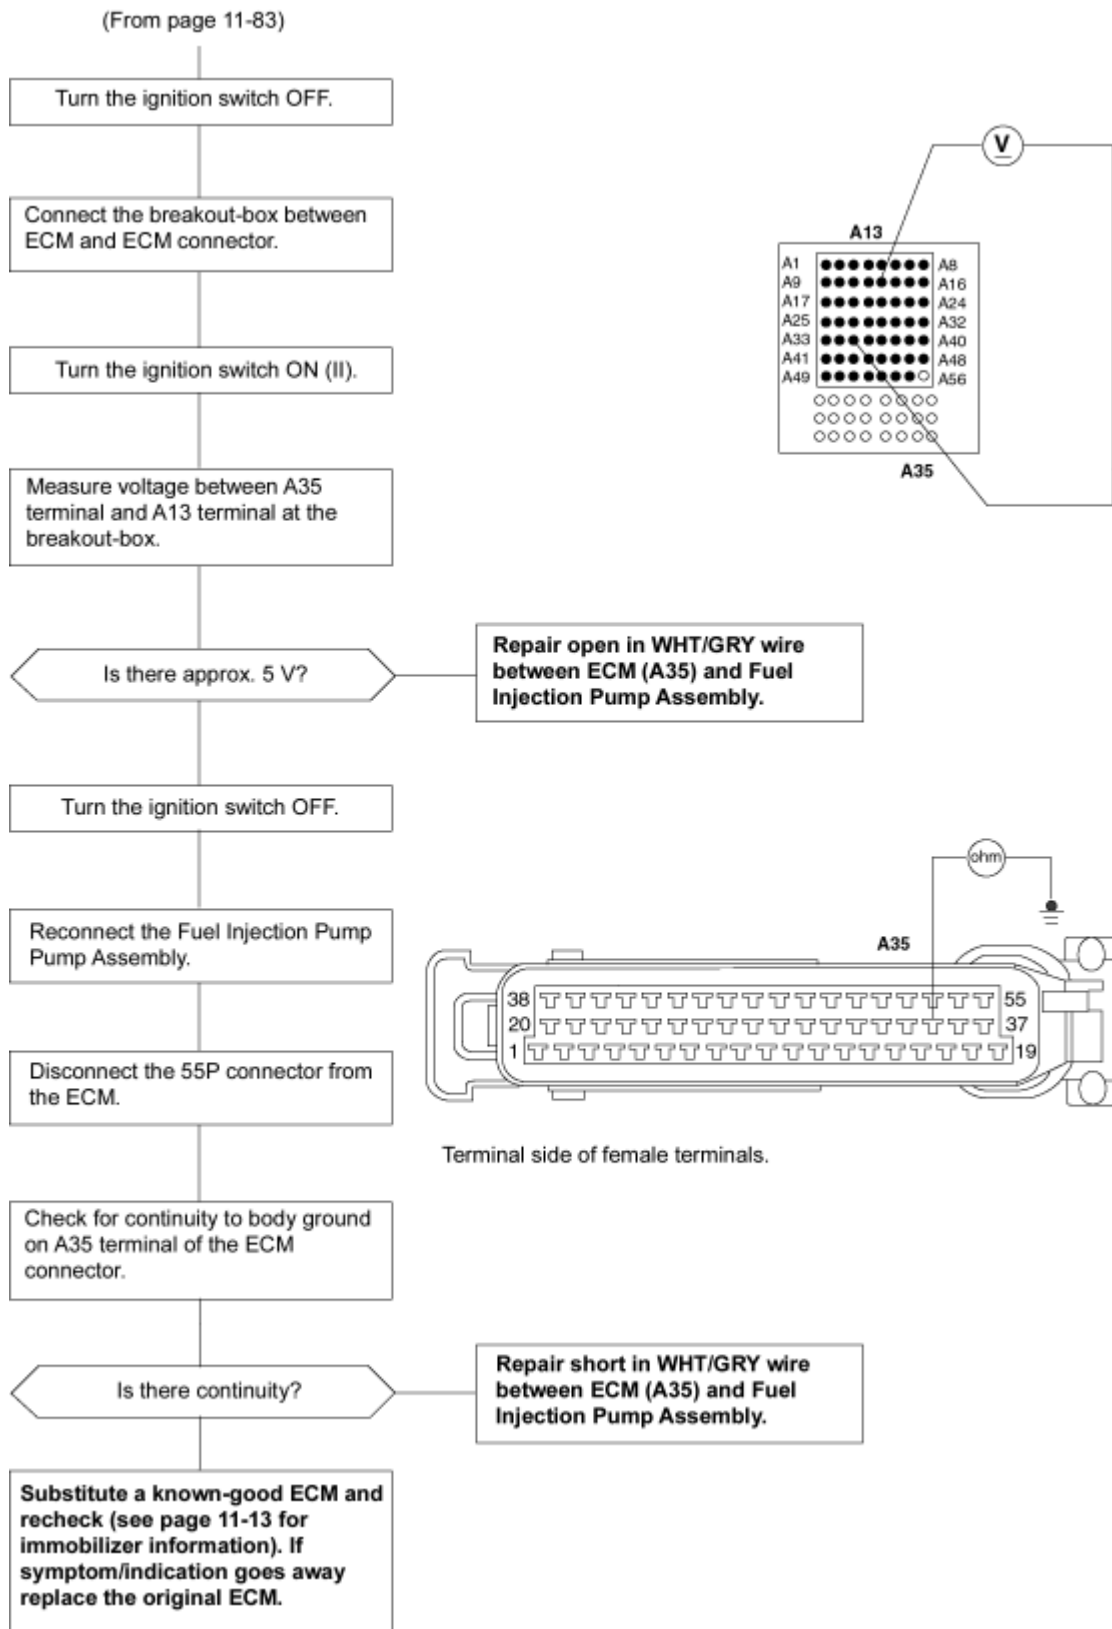 (From page 11-83)
Turn the ignition switch OFF.
Connect the breakout-box between
ECM and ECM connector.
Turn the ignition switch ON (II).
Measure voltage between A35
terminal and A13 terminal at the
breakout-box.
V
A13
A1
A8
A9
A16
A17
A24
A25
A32
A33
A40
A41
A48
A49
A56
A35
Is there approx. 5 V?
Repair open in WHT/GRY wire
between ECM (A35) and Fuel
Injection Pump Assembly.
Turn the ignition switch OFF.
Reconnect the Fuel Injection Pump
Pump Assembly.
Disconnect the 55P connector from
the ECM.
Check for continuity to body ground
on A35 terminal of the ECM
connector.
ohm
A35
38
55
20
37
1
19
Terminal side of female terminals.
Is there continuity?
Repair short in WHT/GRY wire
between ECM (A35) and Fuel
Injection Pump Assembly.
Substitute a known-good ECM and
recheck (see page 11-13 for
immobilizer information). If
symptom/indication goes away
replace the original ECM.